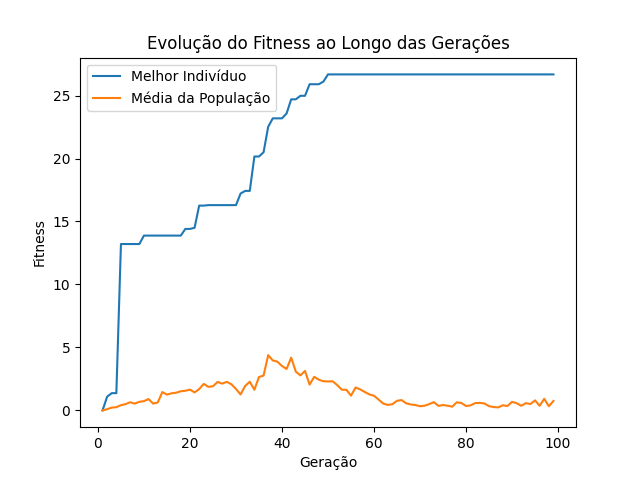 Evolução do Fitness ao Longo das Gerações
Melhor Indivíduo
Média da População
25
20
15
10
5
0
Fitness
0 20 40 60 80 100
Geração